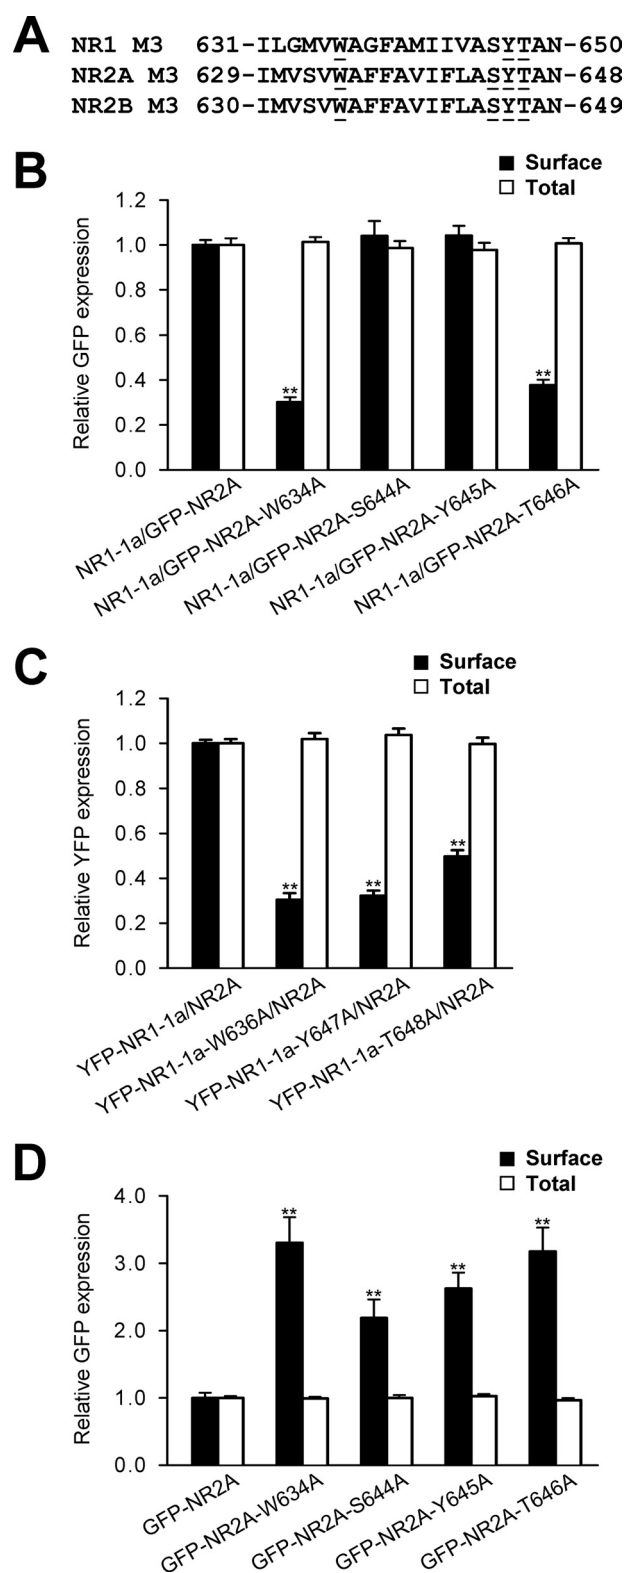 A
NR1 M3 631-ILGMVWAGFAMIIVASYTAN-650
NR2A M3 629-IMVSVWAFFAVIFLASYTAN-648
NR2B M3 630-IMVSVWAFFAVIFLASYTAN-649
B
Surface
Total
Relative GFP expression
1.2
1.0
0.8
0.6
0.4
0.2
0.0
**
**
NR1-1a/GFP-NR2A
NR1-1a/GFP-NR2A-W634A
NR1-1a/GFP-NR2A-S644A
NR1-1a/GFP-NR2A-Y645A
NR1-1a/GFP-NR2A-T646A
C
Surface
Total
Relative YFP expression
1.2
1.0
0.8
0.6
0.4
0.2
0.0
**
**
**
YFP-NR1-1a/NR2A
YFP-NR1-1a-W636A/NR2A
YFP-NR1-1a-Y647A/NR2A
YFP-NR1-1a-T648A/NR2A
D
Surface
Total
Relative GFP expression
4.0
3.0
2.0
1.0
0.0
**
**
**
**
GFP-NR2A
GFP-NR2A-W634A
GFP-NR2A-S644A
GFP-NR2A-Y645A
GFP-NR2A-T646A